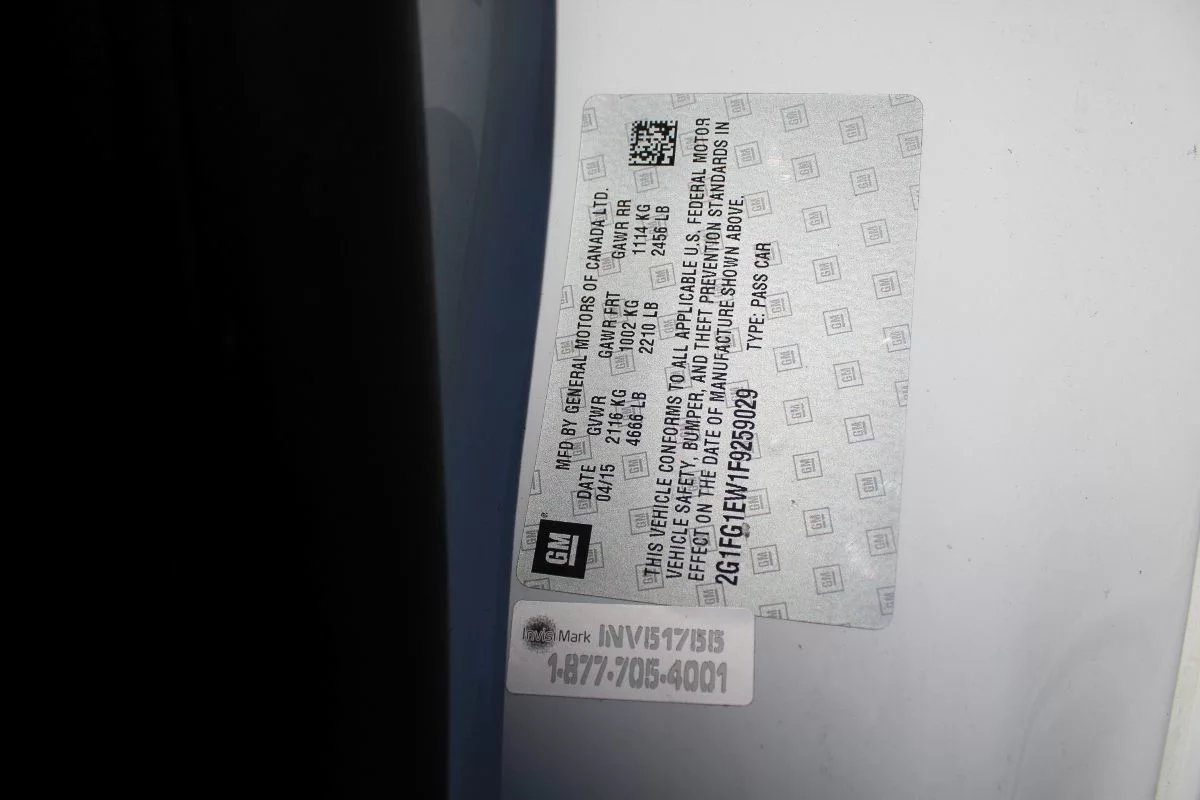 MFD BY GENERAL MOTORS OF CANADA LTD.
DATE GVWR GAWR FRT GAWR RR
04/15 2116 KG 1002 KG 1114 KG
4666 LB 2210 LB 2456 LB
THIS VEHICLE CONFORMS TO ALL APPLICABLE U.S. FEDERAL MOTOR
VEHICLE SAFETY, BUMPER, AND THEFT PREVENTION STANDARDS IN
EFFECT ON THE DATE OF MANUFACTURE SHOWN ABOVE.
2G1FG1EW1F9259029 TYPE: PASS CAR
GM
InvisiMark
1-877-705-4001